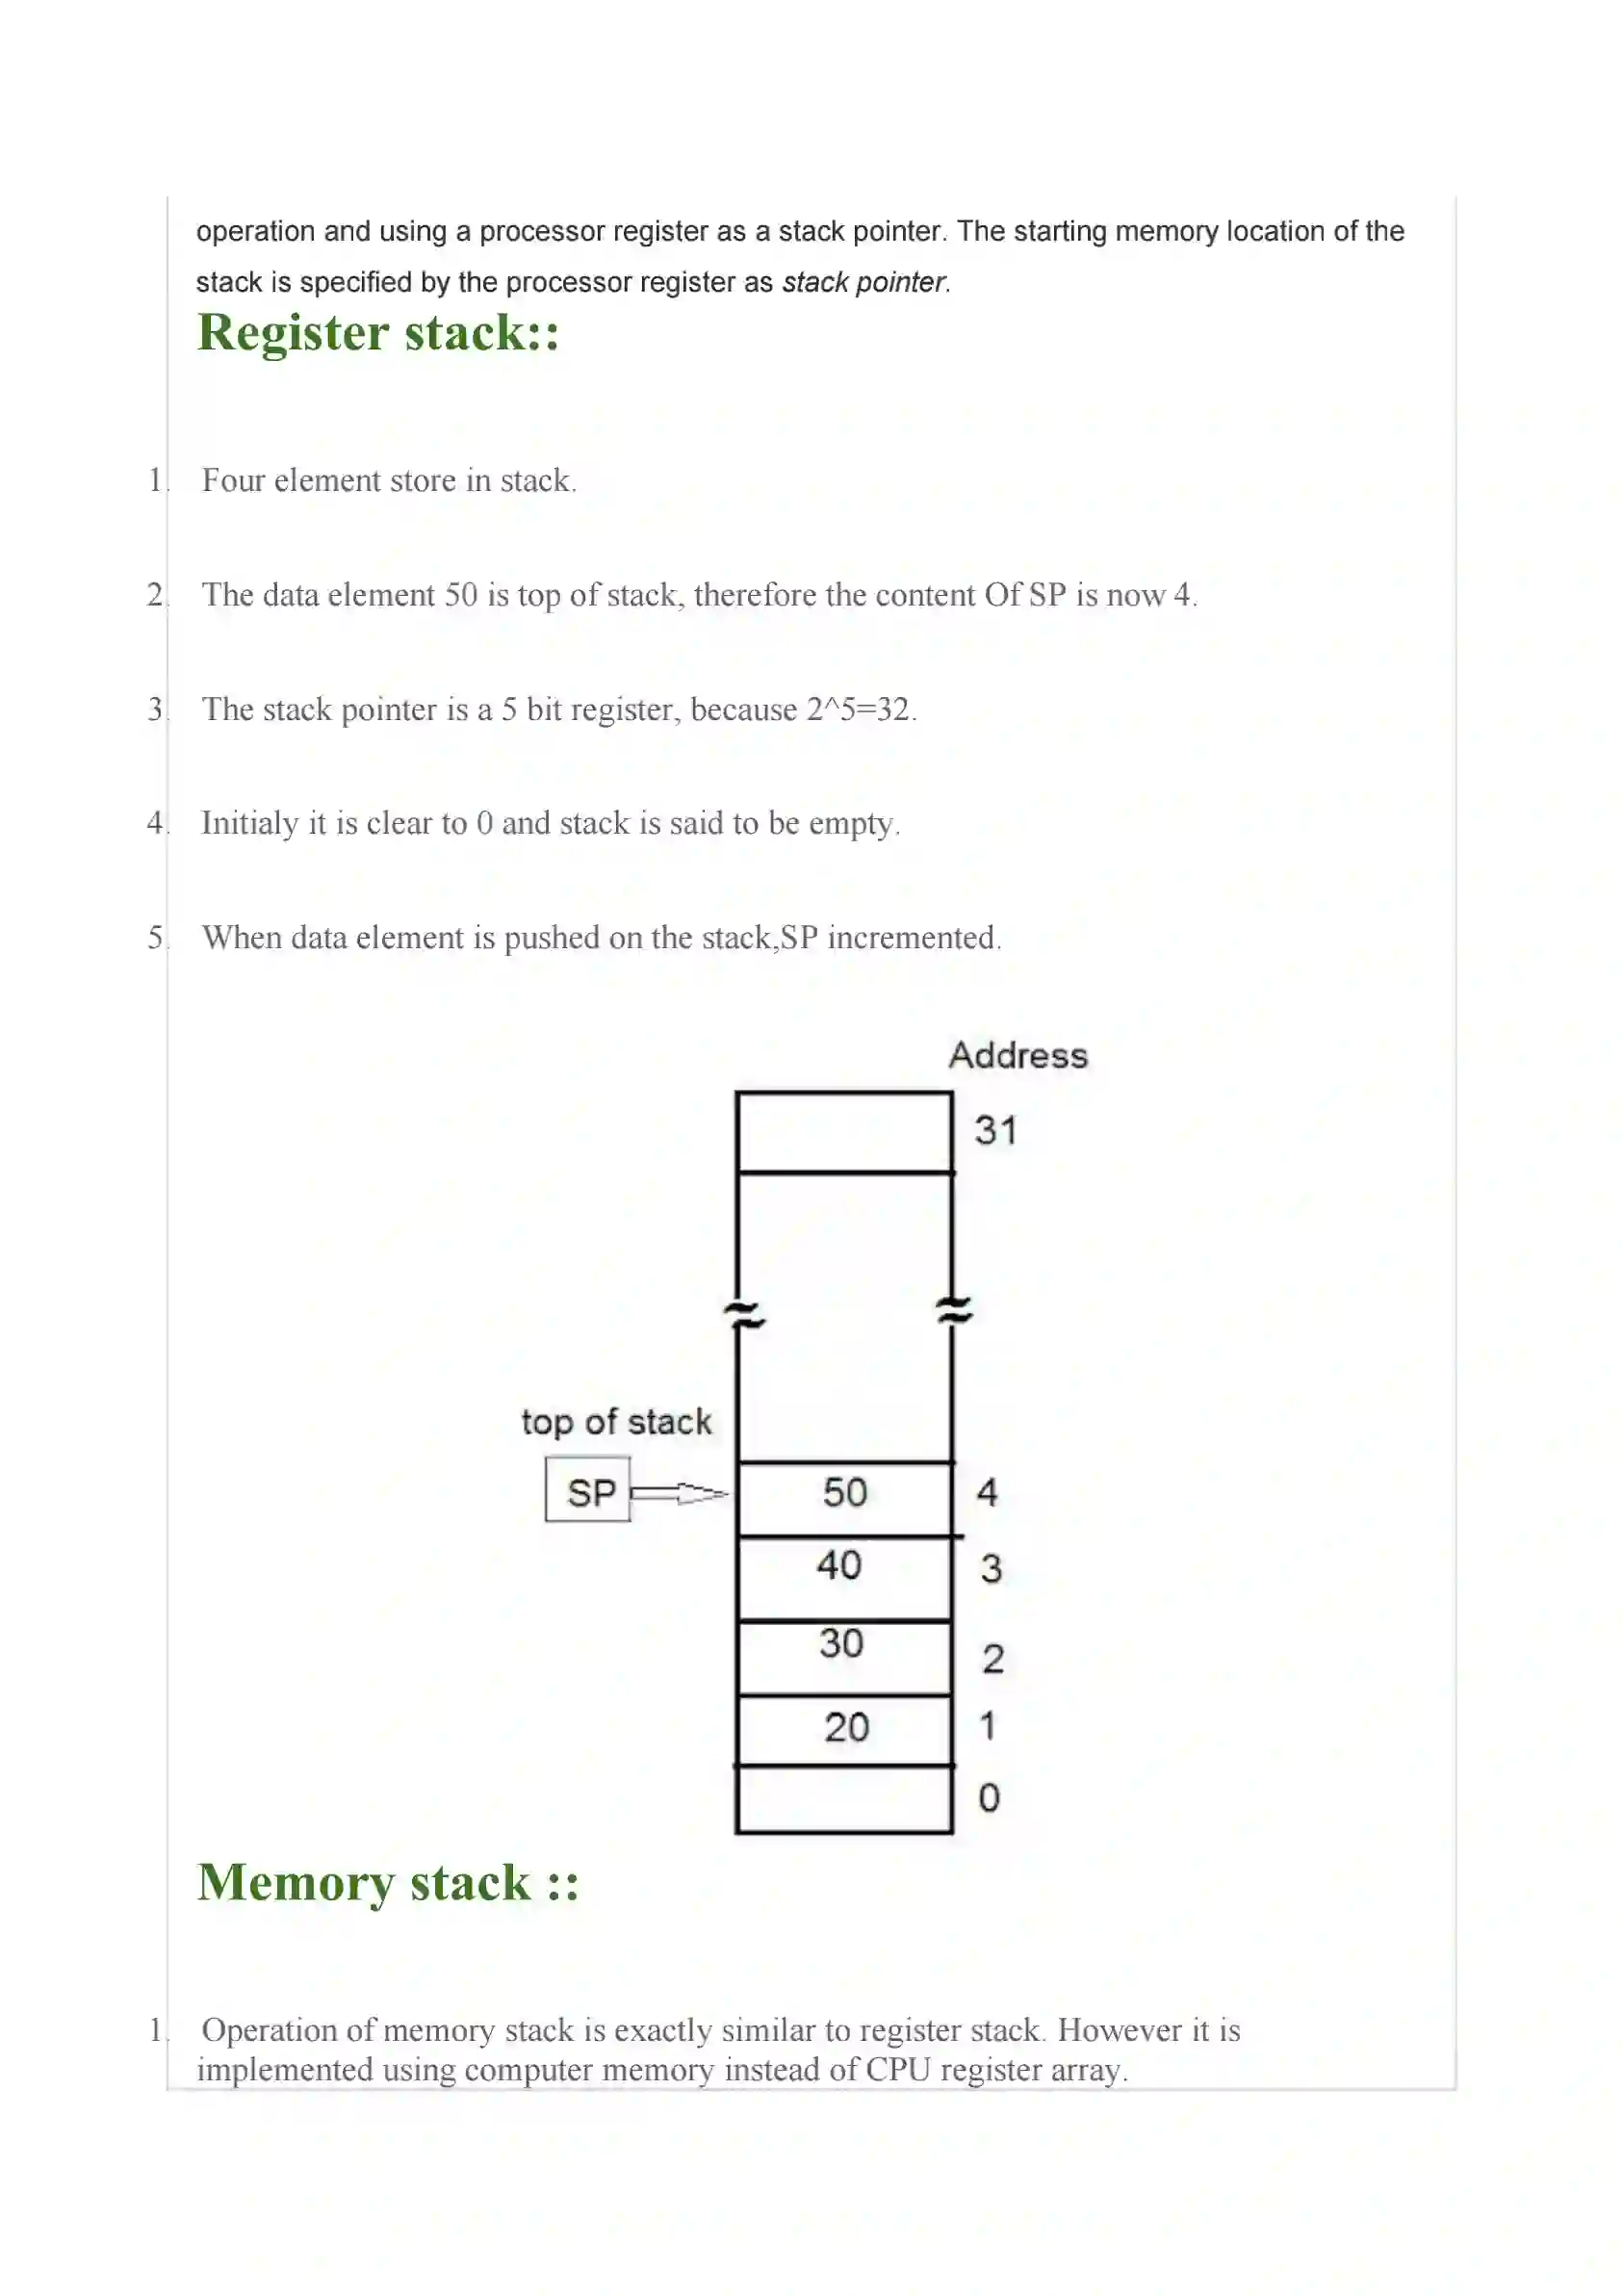 operation and using a processor register as a stack pointer. The starting memory location of the
stack is specified by the processor register as stack pointer.
Register stack::
1. Four element store in stack.
2. The data element 50 is top of stack, therefore the content Of SP is now 4.
3. The stack pointer is a 5 bit register, because 2^5=32.
4. Initialy it is clear to 0 and stack is said to be empty.
5. When data element is pushed on the stack,SP incremented.
Address
31
top of stack
SP 50 4
40 3
30 2
20 1
0
Memory stack ::
1. Operation of memory stack is exactly similar to register stack. However it is
implemented using computer memory instead of CPU register array.